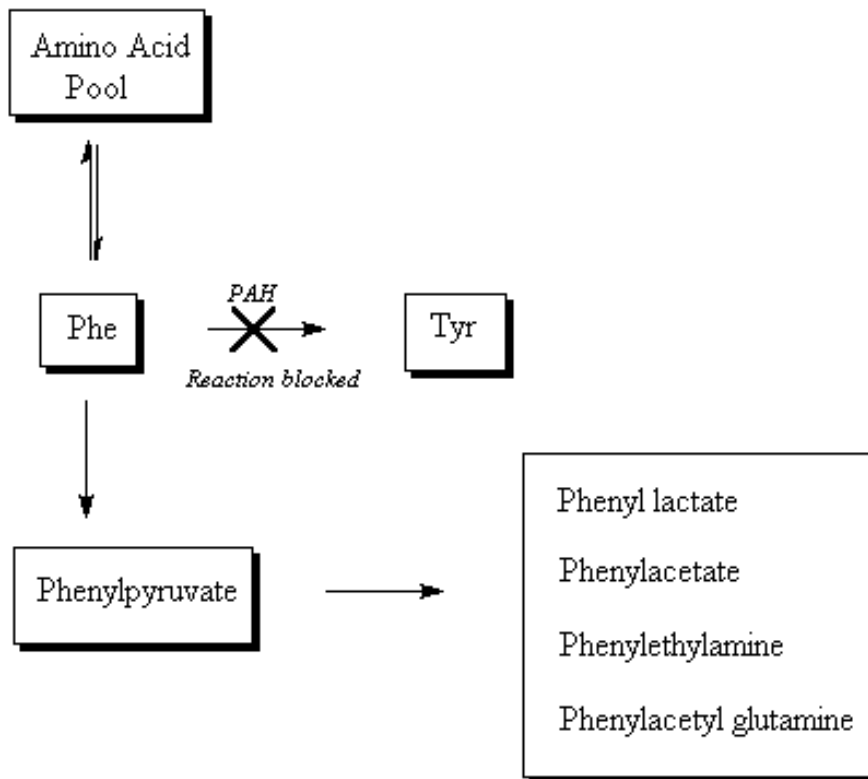 Amino Acid
Pool
Phe
PAH
Reaction blocked
Tyr
Phenylpyruvate
Phenyl lactate
Phenylacetate
Phenylethylamine
Phenylacetyl glutamine